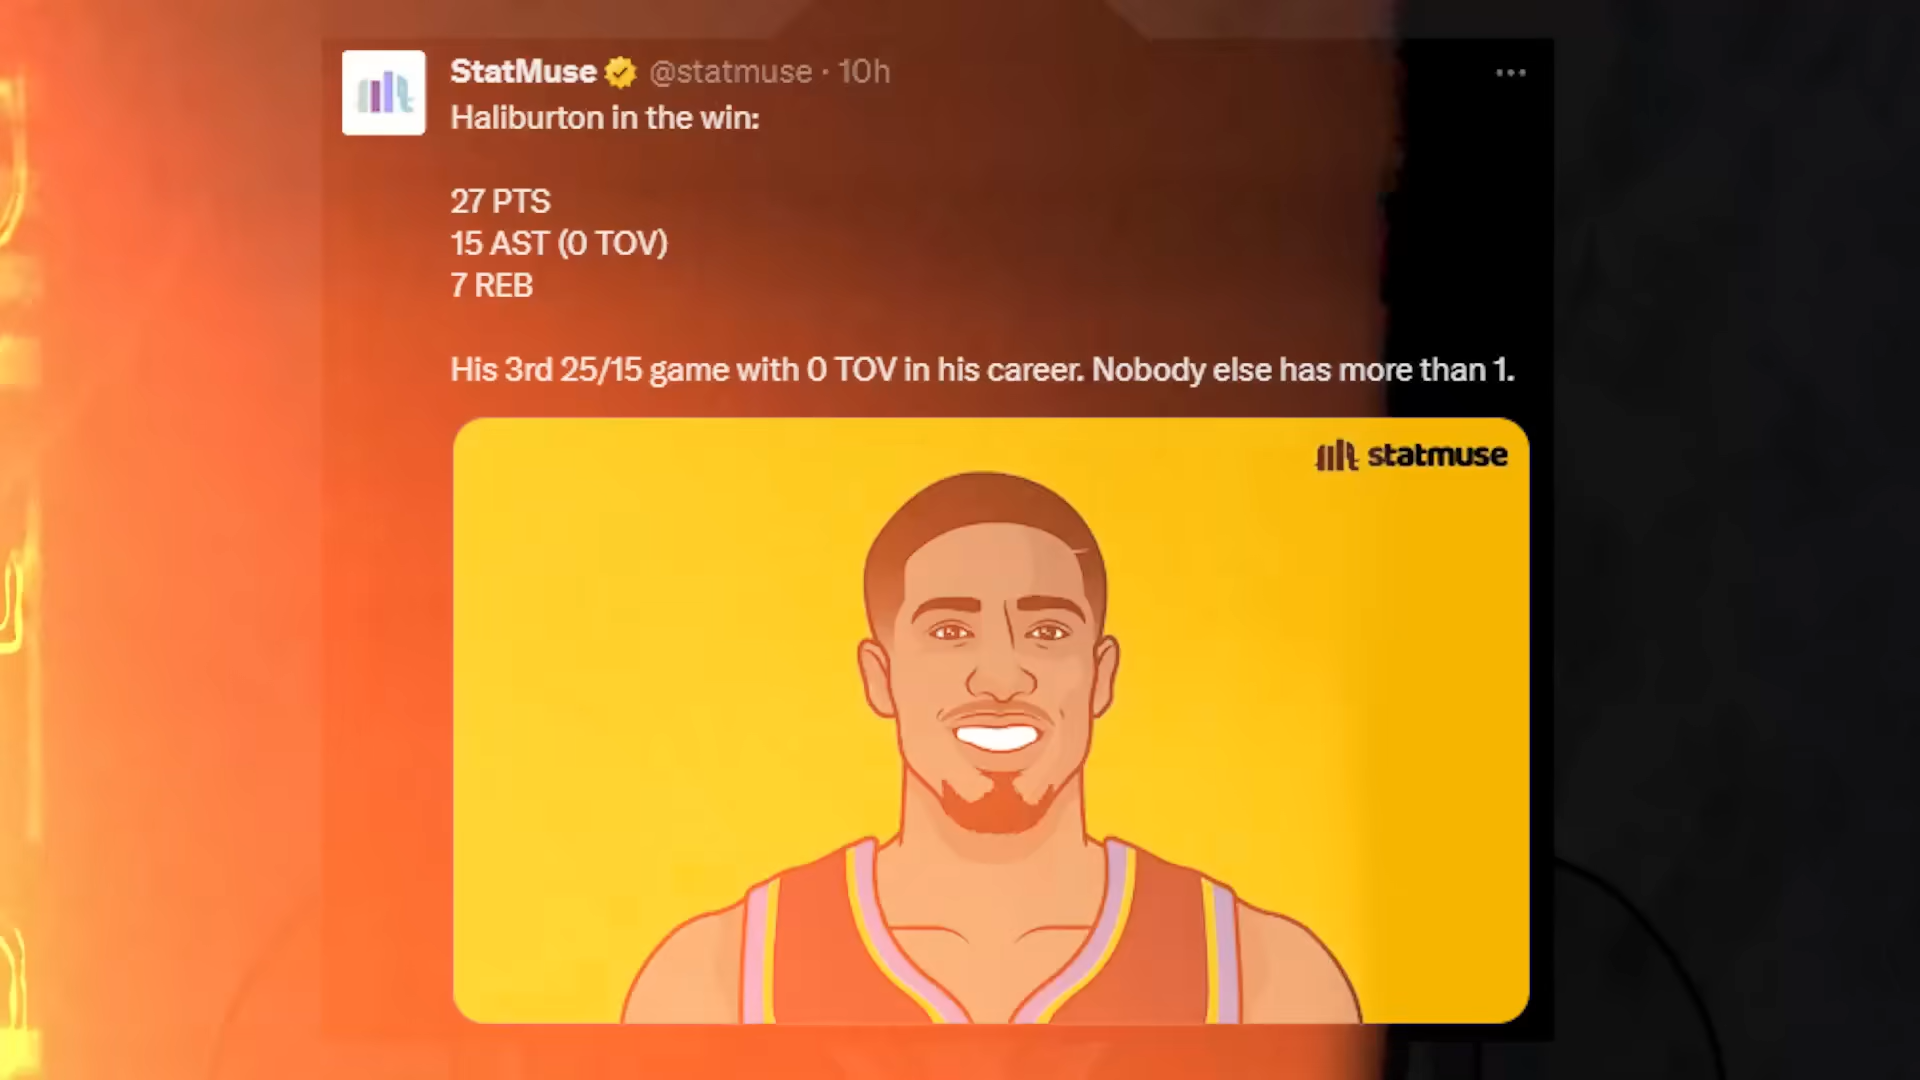 StatMuse @statmuse · 10h
Haliburton in the win:
27 PTS
15 AST (0 TOV)
7 REB
His 3rd 25/15 game with 0 TOV in his career. Nobody else has more than 1.
statmuse